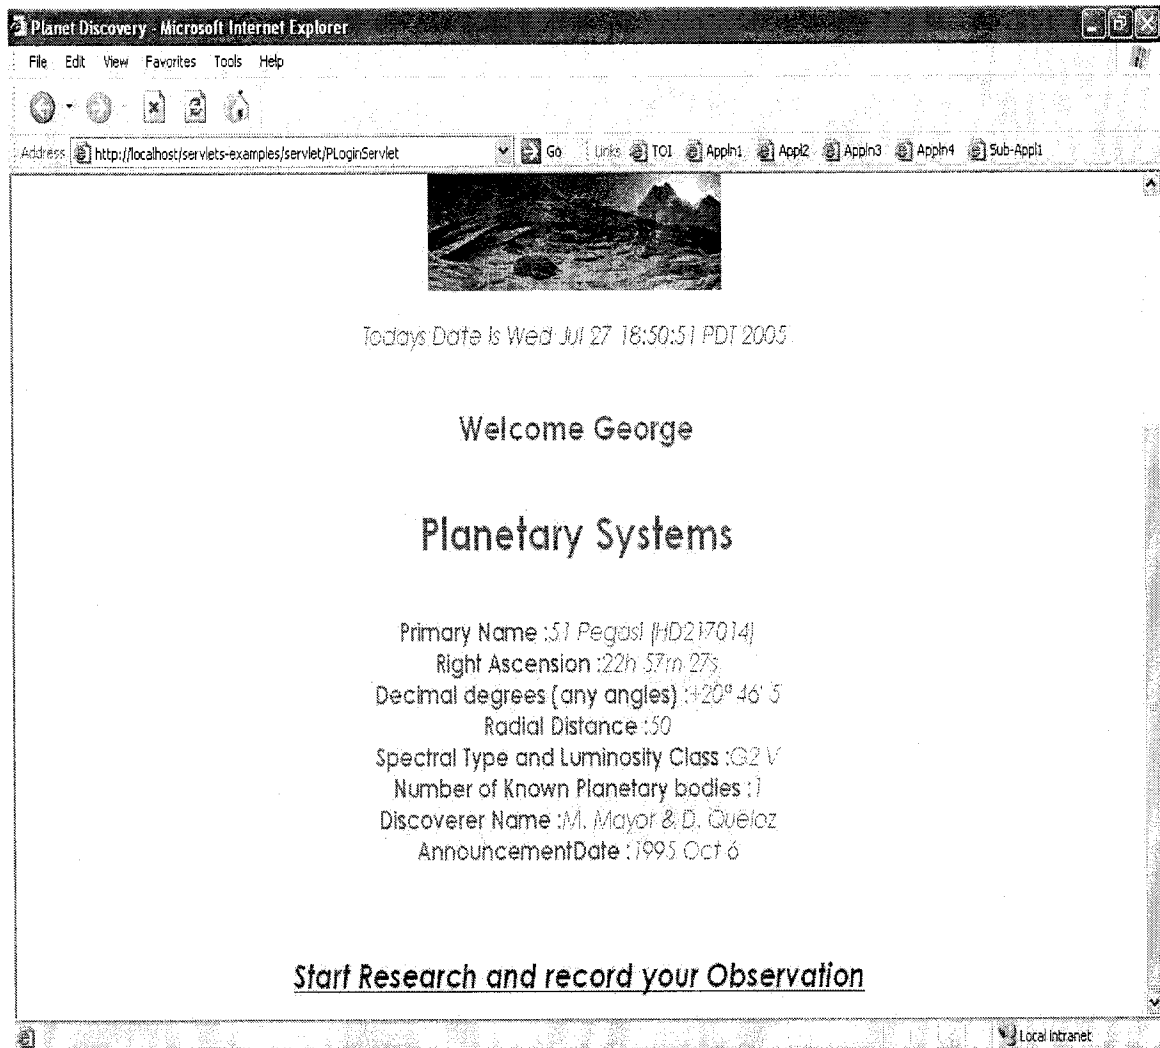 Planet Discovery - Microsoft Internet Explorer
File Edit View Favorites Tools Help
Address http://localhost/servlets-examples/servlet/PLoginServlet Go Links TOI Appln1 Appl2 Appln3 Appln4 Sub-Appl1
Todays Date is Wed Jul 27 18:50:51 PDT 2005
Welcome George
Planetary Systems
Primary Name :51 Pegasi (HD217014)
Right Ascension :22h 57m 27s
Decimal degrees (any angles) :+20° 46' 5
Radial Distance :50
Spectral Type and Luminosity Class :G2 V
Number of Known Planetary bodies :1
Discoverer Name :M. Mayor & D. Queloz
AnnouncementDate :1995 Oct 6
Start Research and record your Observation
Local intranet